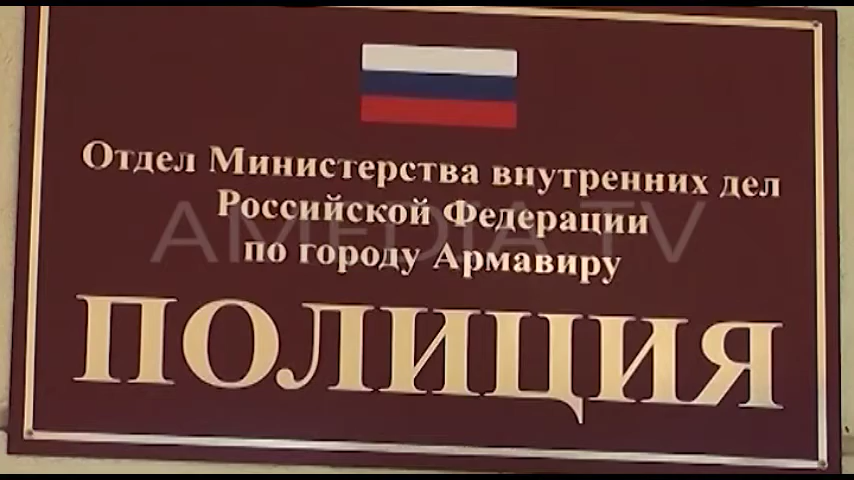 Отдел Министерства внутренних дел
Российской Федерации
AMEDIA TV
по городу Армавиру
ПОЛИЦИЯ